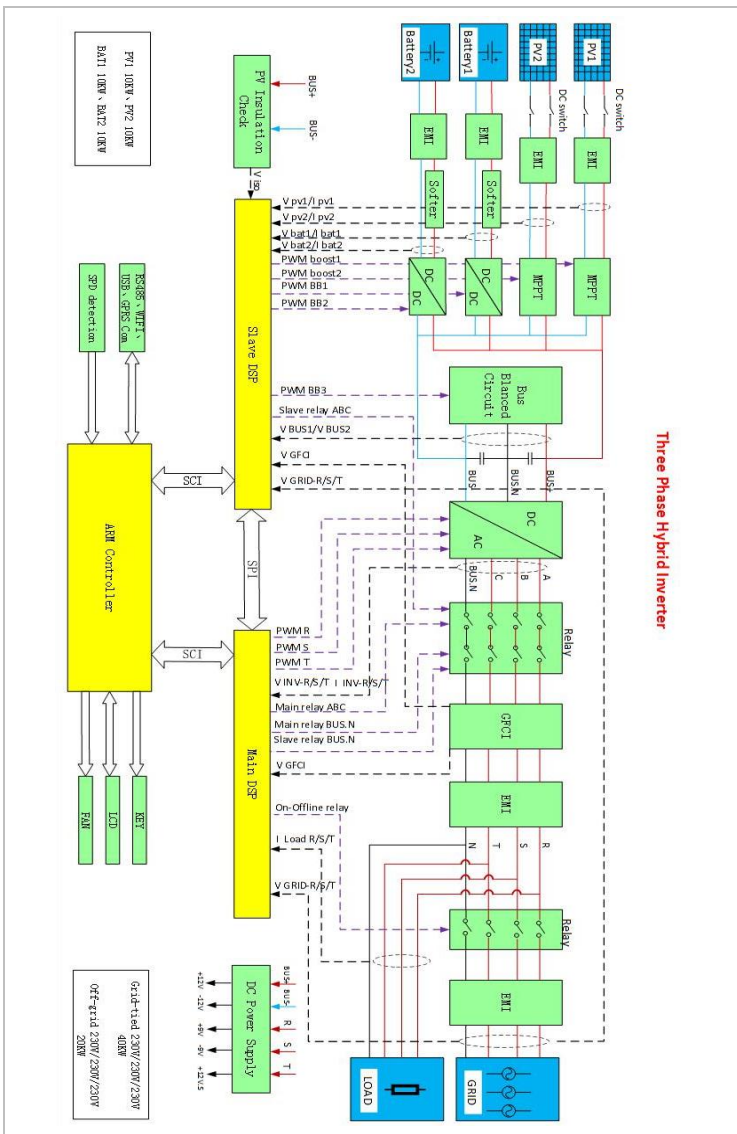 Three Phase Hybrid Inverter
PV1
PV2
Battery1
Battery2
DC switch
DC switch
EMI
EMI
EMI
EMI
Softer
Softer
MPPT
MPPT
DC
DC
DC
DC
Bus
Blanced
Circuit
BUS+
BUS.N
BUS-
DC
AC
A
B
C
BUS.N
Relay
GFCI
EMI
R
S
T
N
Relay
EMI
GRID
LOAD
PV Insulation
Check
BUS+
BUS-
V iso
V pv1/I pv1
V pv2/I pv2
V bat1/I bat1
V bat2/I bat2
PWM boost1
PWM boost2
PWM BB1
PWM BB2
PWM BB3
Slave relay ABC
V BUS1/V BUS2
V GFCI
V GRID-R/S/T
PWM R
PWM S
PWM T
V INV-R/S/T I INV-R/S/T
Main relay ABC
Main relay BUS.N
Slave relay BUS.N
V GFCI
On-Offline relay
I Load R/S/T
V GRID-R/S/T
Slave DSP
SPI
Main DSP
SCI
SCI
SPD detection
RS485、WIFI、
USB、GPRS Com
ARM Controller
FAN
LCD
KEY
DC Power Supply
BUS+
BUS-
R
S
T
+12V
-12V
+9V
-9V
+12V.S
PV1 10KW、PV2 10KW
BAT1 10KW、BAT2 10KW
Grid-tied 230V/230V/230V
40KW
Off-grid 230V/230V/230V
20KW